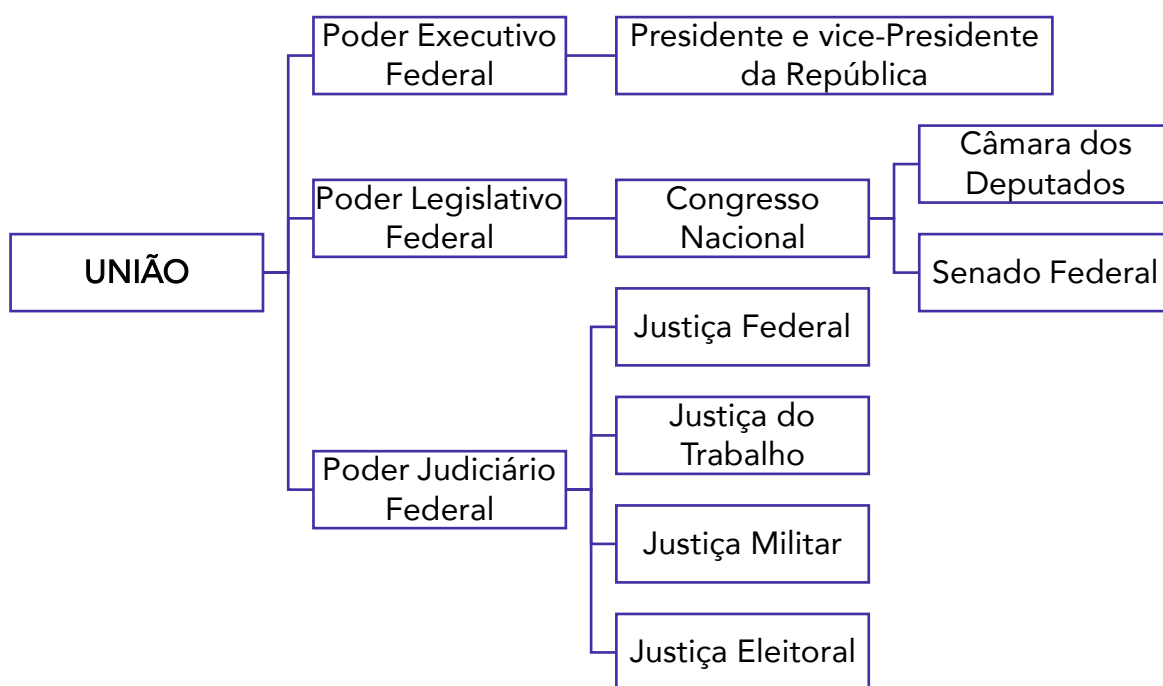 Poder Executivo
Federal
Presidente e vice-Presidente
da República
Câmara dos
Deputados
Poder Legislativo
Federal
Congresso
Nacional
UNIÃO
Senado Federal
Justiça Federal
Justiça do
Trabalho
Poder Judiciário
Federal
Justiça Militar
Justiça Eleitoral